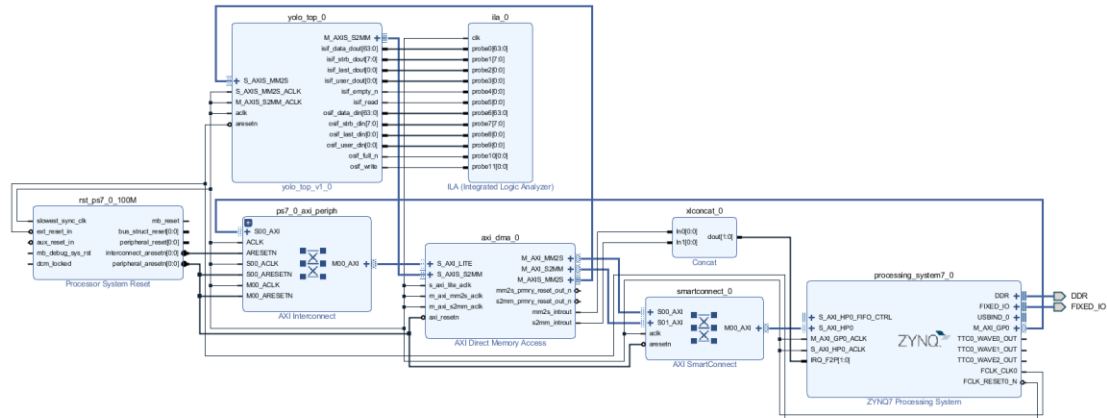 yolo_top_0
M_AXIS_S2MM
isif_data_dout[63:0]
isif_strb_dout[7:0]
isif_last_dout[0:0]
isif_user_dout[0:0]
isif_empty_n
isif_read
osif_data_din[63:0]
osif_strb_din[7:0]
osif_last_din[0:0]
osif_user_din[0:0]
osif_full_n
osif_write
S_AXIS_MM2S
S_AXIS_MM2S_ACLK
M_AXIS_S2MM_ACLK
aclk
aresetn
yolo_top_v1_0
ila_0
clk
probe0[63:0]
probe1[7:0]
probe2[0:0]
probe3[0:0]
probe4[0:0]
probe5[0:0]
probe6[63:0]
probe7[7:0]
probe8[0:0]
probe9[0:0]
probe10[0:0]
probe11[0:0]
ILA (Integrated Logic Analyzer)
rst_ps7_0_100M
slowest_sync_clk
ext_reset_in
aux_reset_in
mb_debug_sys_rst
dcm_locked
mb_reset
bus_struct_reset[0:0]
peripheral_reset[0:0]
interconnect_aresetn[0:0]
peripheral_aresetn[0:0]
Processor System Reset
ps7_0_axi_periph
S00_AXI
ACLK
ARESETN
S00_ACLK
S00_ARESETN
M00_ACLK
M00_ARESETN
M00_AXI
AXI Interconnect
axi_dma_0
S_AXI_LITE
S_AXIS_S2MM
s_axi_lite_aclk
m_axi_mm2s_aclk
m_axi_s2mm_aclk
axi_resetn
M_AXI_MM2S
M_AXI_S2MM
M_AXIS_MM2S
mm2s_prmry_reset_out_n
s2mm_prmry_reset_out_n
mm2s_introut
s2mm_introut
AXI Direct Memory Access
xlconcat_0
In0[0:0]
In1[0:0]
dout[1:0]
Concat
smartconnect_0
S00_AXI
S01_AXI
aclk
aresetn
M00_AXI
AXI SmartConnect
processing_system7_0
S_AXI_HP0_FIFO_CTRL
S_AXI_HP0
M_AXI_GP0_ACLK
S_AXI_HP0_ACLK
IRQ_F2P[1:0]
ZYNQ
DDR
FIXED_IO
USBIND_0
M_AXI_GP0
TTC0_WAVE0_OUT
TTC0_WAVE1_OUT
TTC0_WAVE2_OUT
FCLK_CLK0
FCLK_RESET0_N
ZYNQ7 Processing System
DDR
FIXED_IO